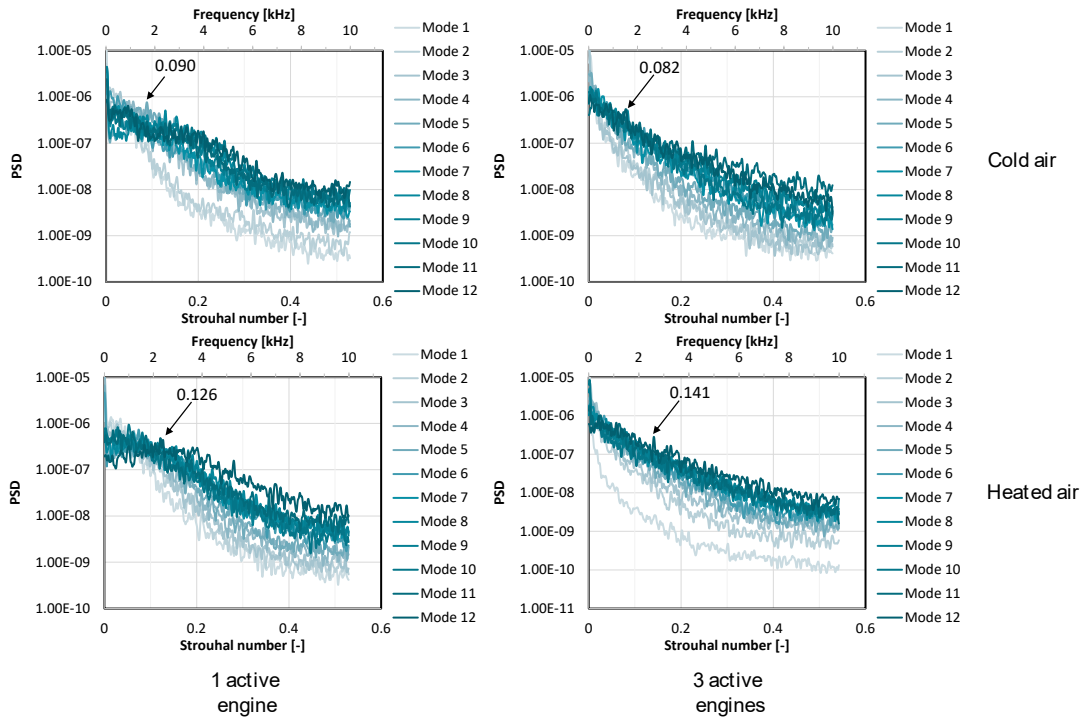 Frequency [kHz]
0 2 4 6 8 10
1.00E-05
1.00E-06
1.00E-07
1.00E-08
1.00E-09
1.00E-10
PSD
0.090
0 0.2 0.4 0.6
Strouhal number [-]
Mode 1
Mode 2
Mode 3
Mode 4
Mode 5
Mode 6
Mode 7
Mode 8
Mode 9
Mode 10
Mode 11
Mode 12
Frequency [kHz]
0 2 4 6 8 10
1.00E-05
1.00E-06
1.00E-07
1.00E-08
1.00E-09
1.00E-10
PSD
0.082
0 0.2 0.4 0.6
Strouhal number [-]
Mode 1
Mode 2
Mode 3
Mode 4
Mode 5
Mode 6
Mode 7
Mode 8
Mode 9
Mode 10
Mode 11
Mode 12
Cold air
Frequency [kHz]
0 2 4 6 8 10
1.00E-05
1.00E-06
1.00E-07
1.00E-08
1.00E-09
1.00E-10
PSD
0.126
0 0.2 0.4 0.6
Strouhal number [-]
Mode 1
Mode 2
Mode 3
Mode 4
Mode 5
Mode 6
Mode 7
Mode 8
Mode 9
Mode 10
Mode 11
Mode 12
Frequency [kHz]
0 2 4 6 8 10
1.00E-05
1.00E-06
1.00E-07
1.00E-08
1.00E-09
1.00E-10
1.00E-11
PSD
0.141
0 0.2 0.4 0.6
Strouhal number [-]
Mode 1
Mode 2
Mode 3
Mode 4
Mode 5
Mode 6
Mode 7
Mode 8
Mode 9
Mode 10
Mode 11
Mode 12
Heated air
1 active
engine
3 active
engines